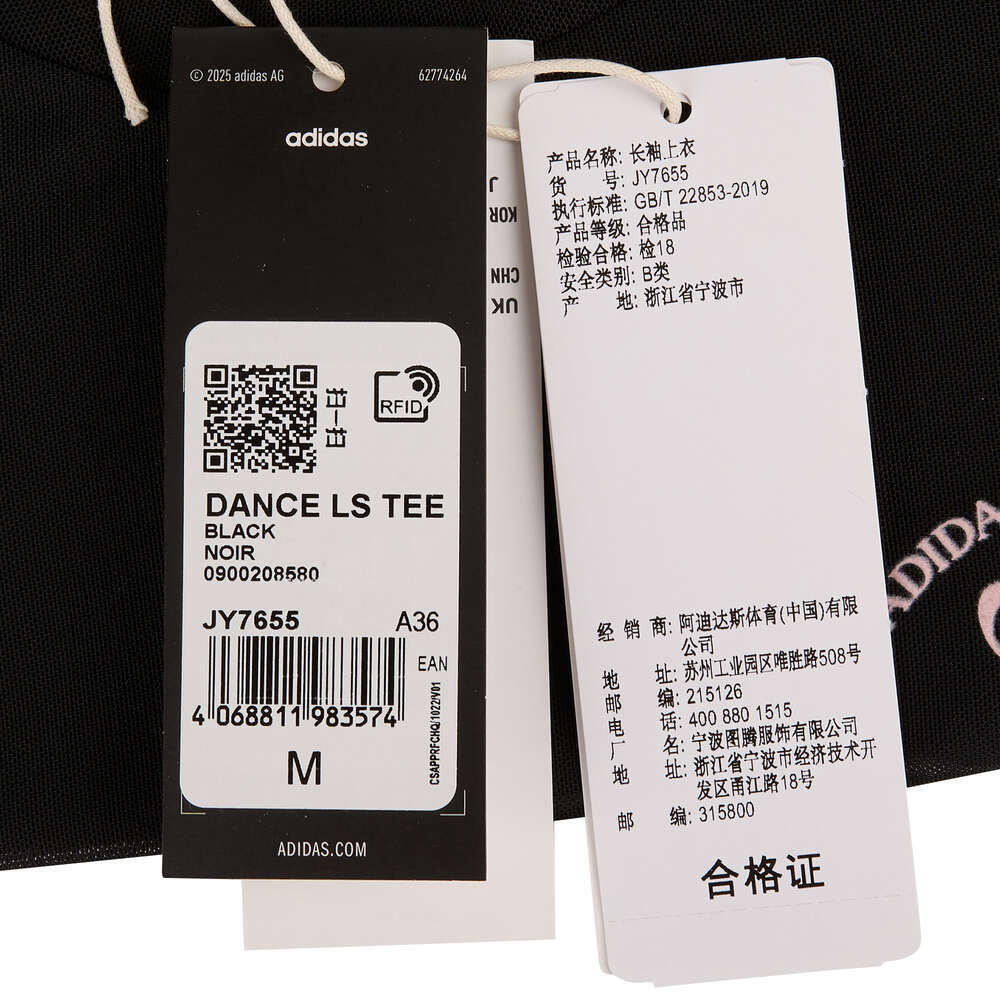 © 2025 adidas AG
62774264
adidas
RFID
扫一扫
DANCE LS TEE
BLACK
NOIR
0900208580
JY7655
A36
EAN
4 068811 983574
CSAPPRFCHQ/1022/V01
M
ADIDAS.COM
J
KOR
CHN
UK
产品名称: 长袖上衣
货 号: JY7655
执行标准: GB/T 22853-2019
产品等级: 合格品
检验合格: 检18
安全类别: B类
产 地: 浙江省宁波市
经 销 商: 阿迪达斯体育(中国)有限
公司
地 址: 苏州工业园区唯胜路508号
邮 编: 215126
电 话: 400 880 1515
厂 名: 宁波图腾服饰有限公司
地 址: 浙江省宁波市经济技术开
发区甬江路18号
邮 编: 315800
合格证
ADIDA